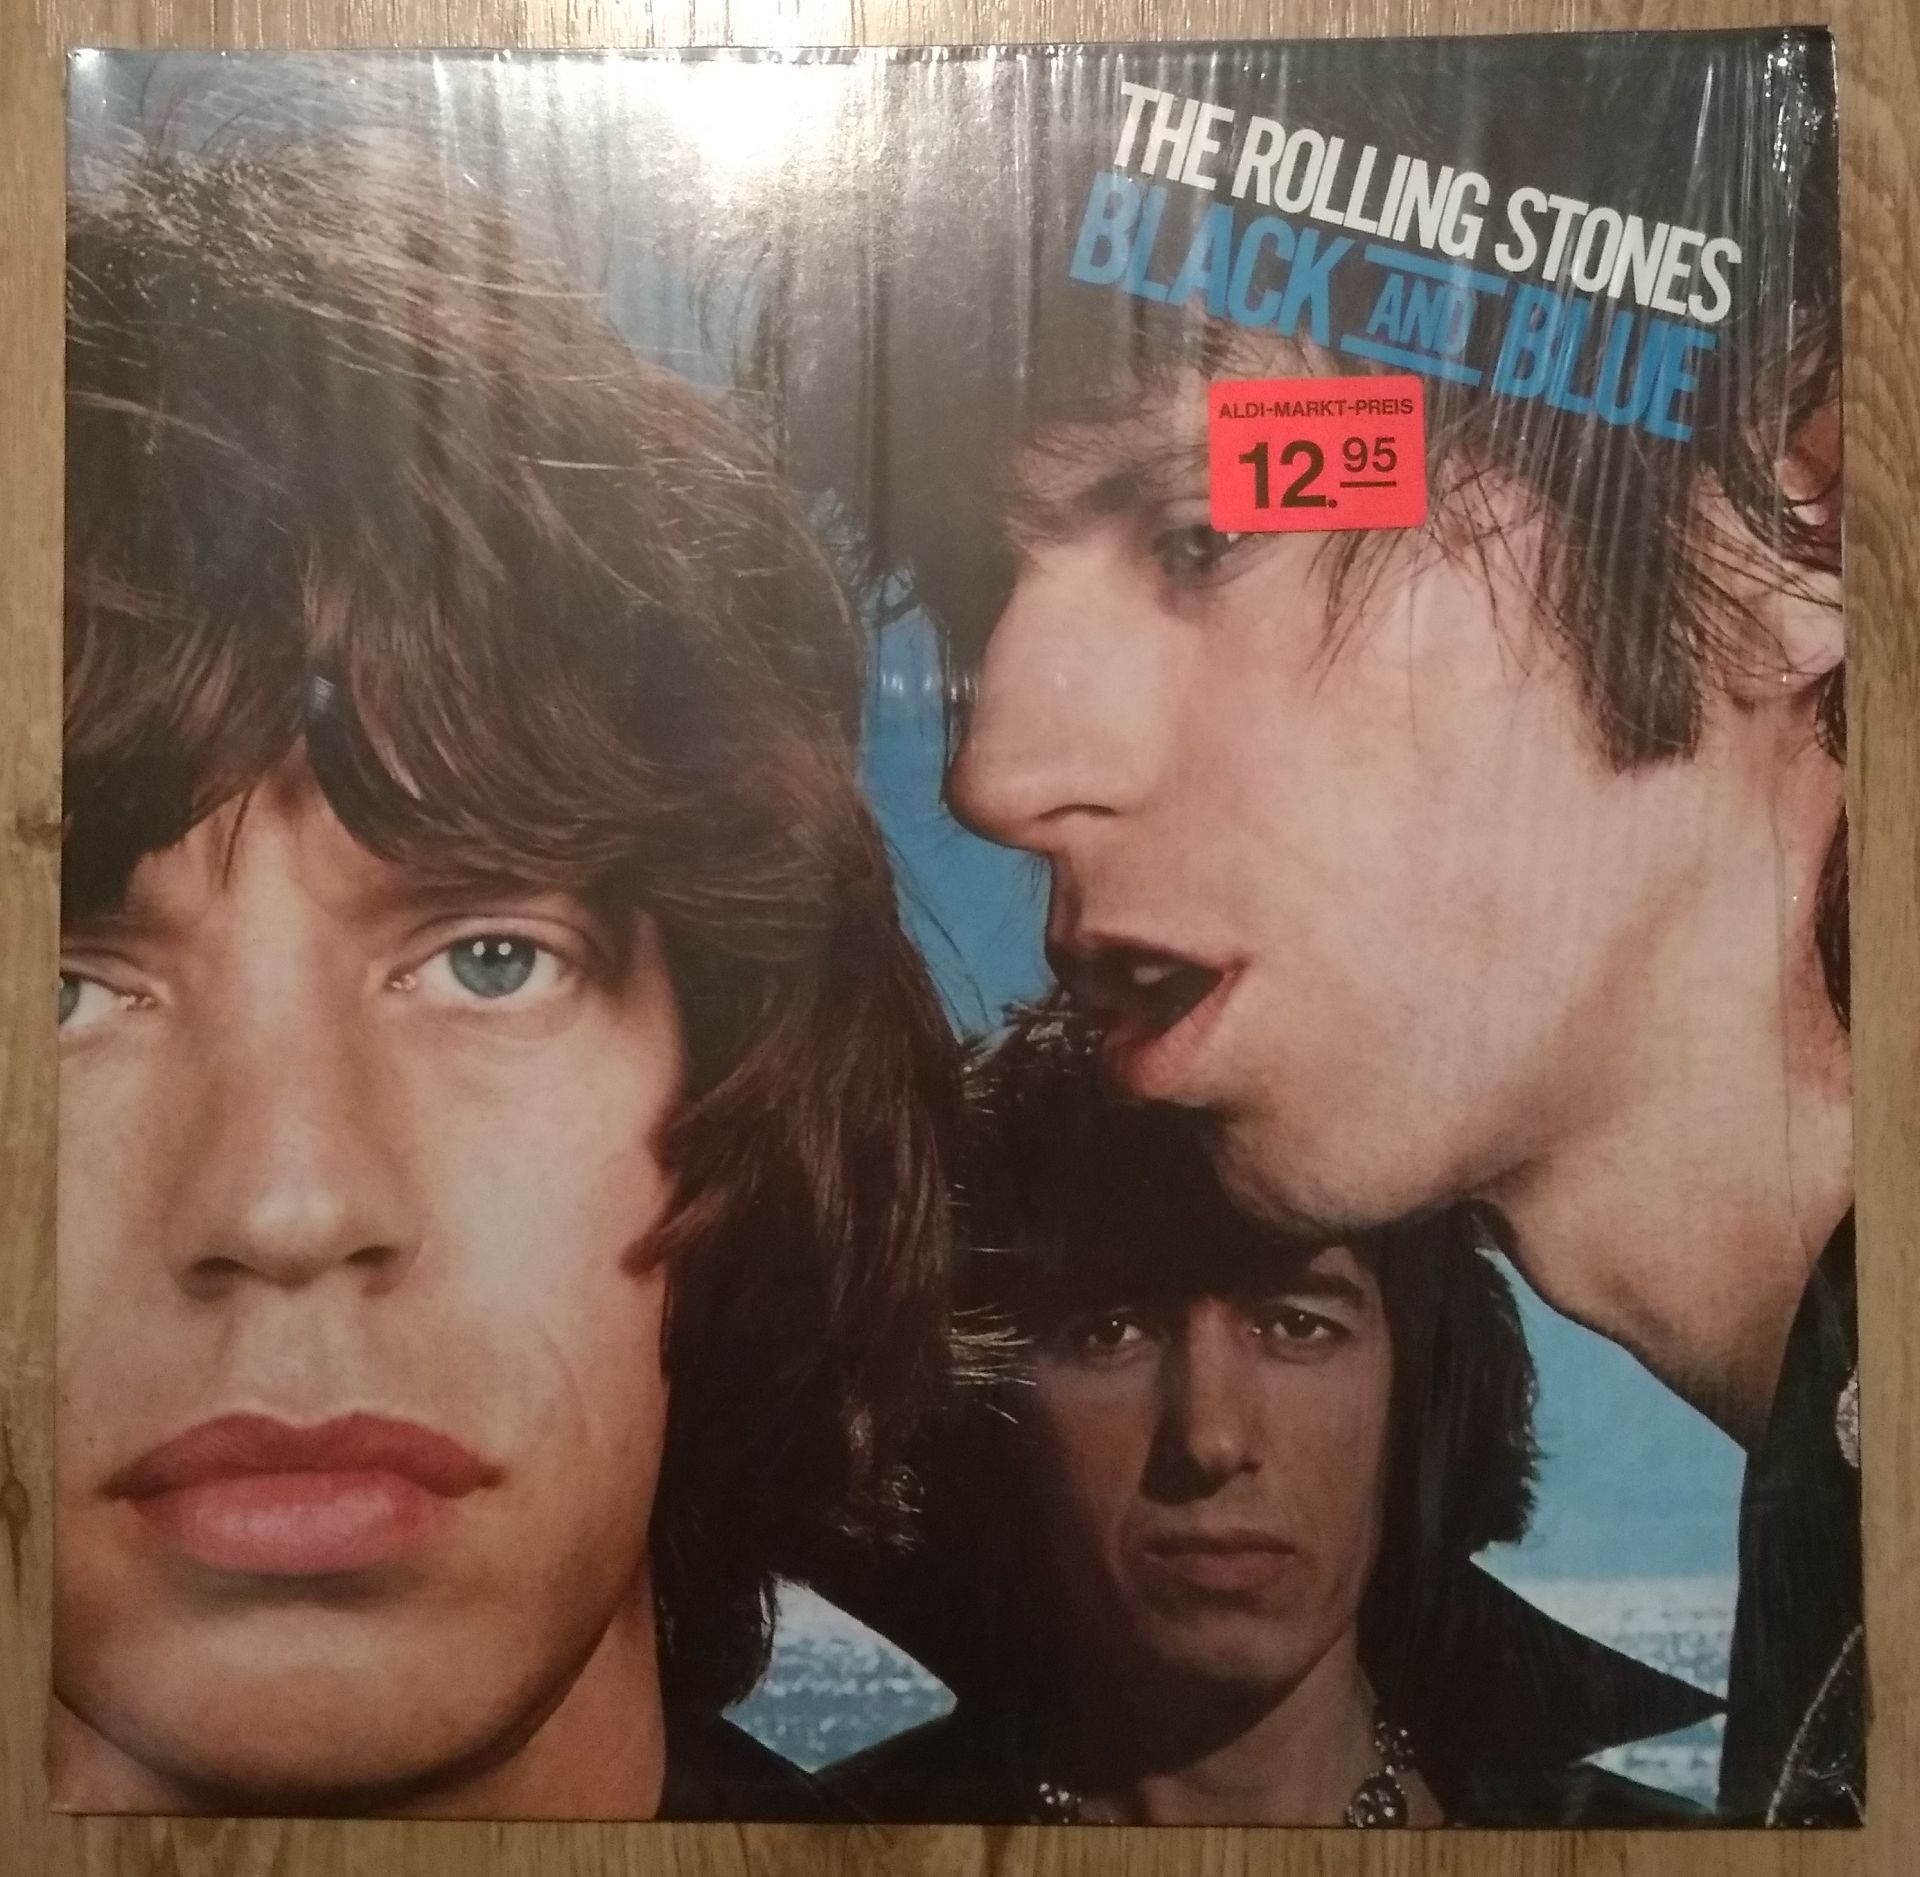 THE ROLLING STONES
BLACK AND BLUE
ALDI-MARKT-PREIS
12.95